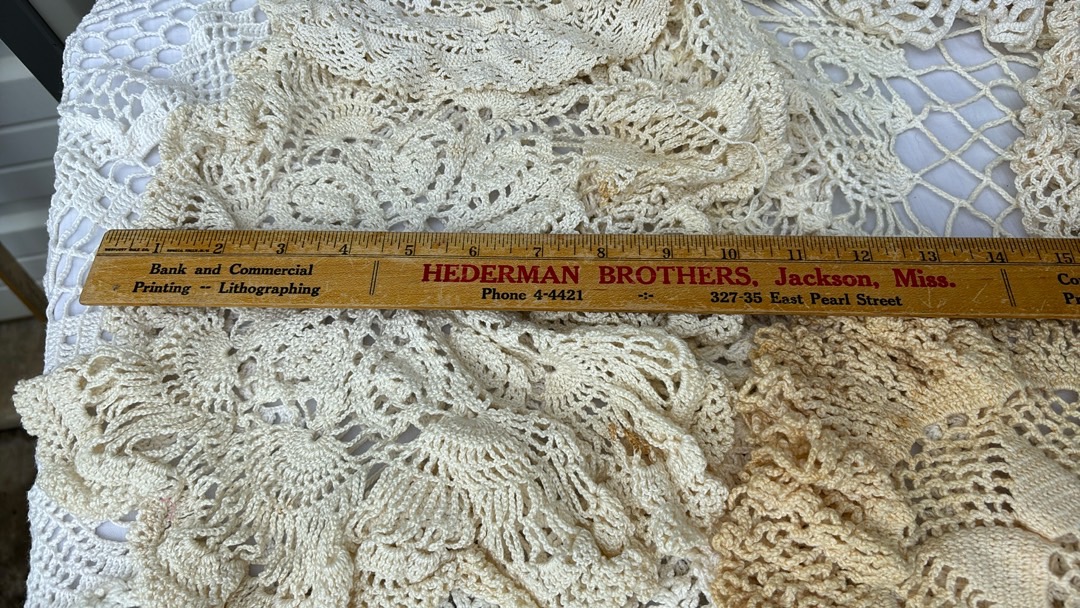 1 2 3 4 5 6 7 8 9 10 11 12 13 14 15
Bank and Commercial
Printing -- Lithographing
HEDERMAN BROTHERS, Jackson, Miss.
Phone 4-4421 -:- 327-35 East Pearl Street
Co